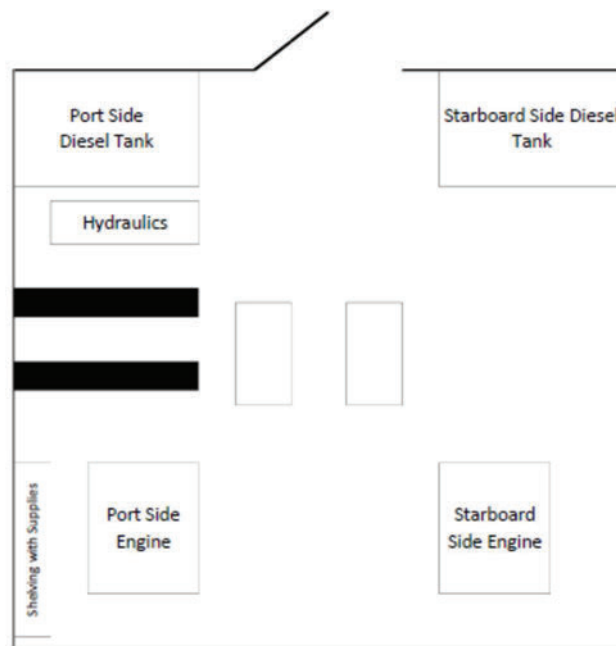 Port Side
Diesel Tank
Starboard Side Diesel
Tank
Hydraulics
Shelving with Supplies
Port Side
Engine
Starboard
Side Engine